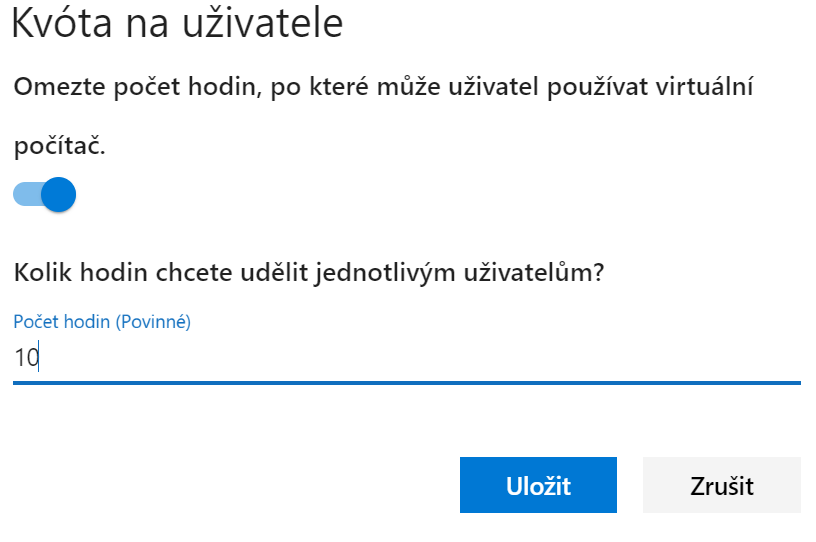 Kvóta na uživatele
Omezte počet hodin, po které může uživatel používat virtuální
počítač.
Kolik hodin chcete udělit jednotlivým uživatelům?
Počet hodin (Povinné)
10
Uložit
Zrušit